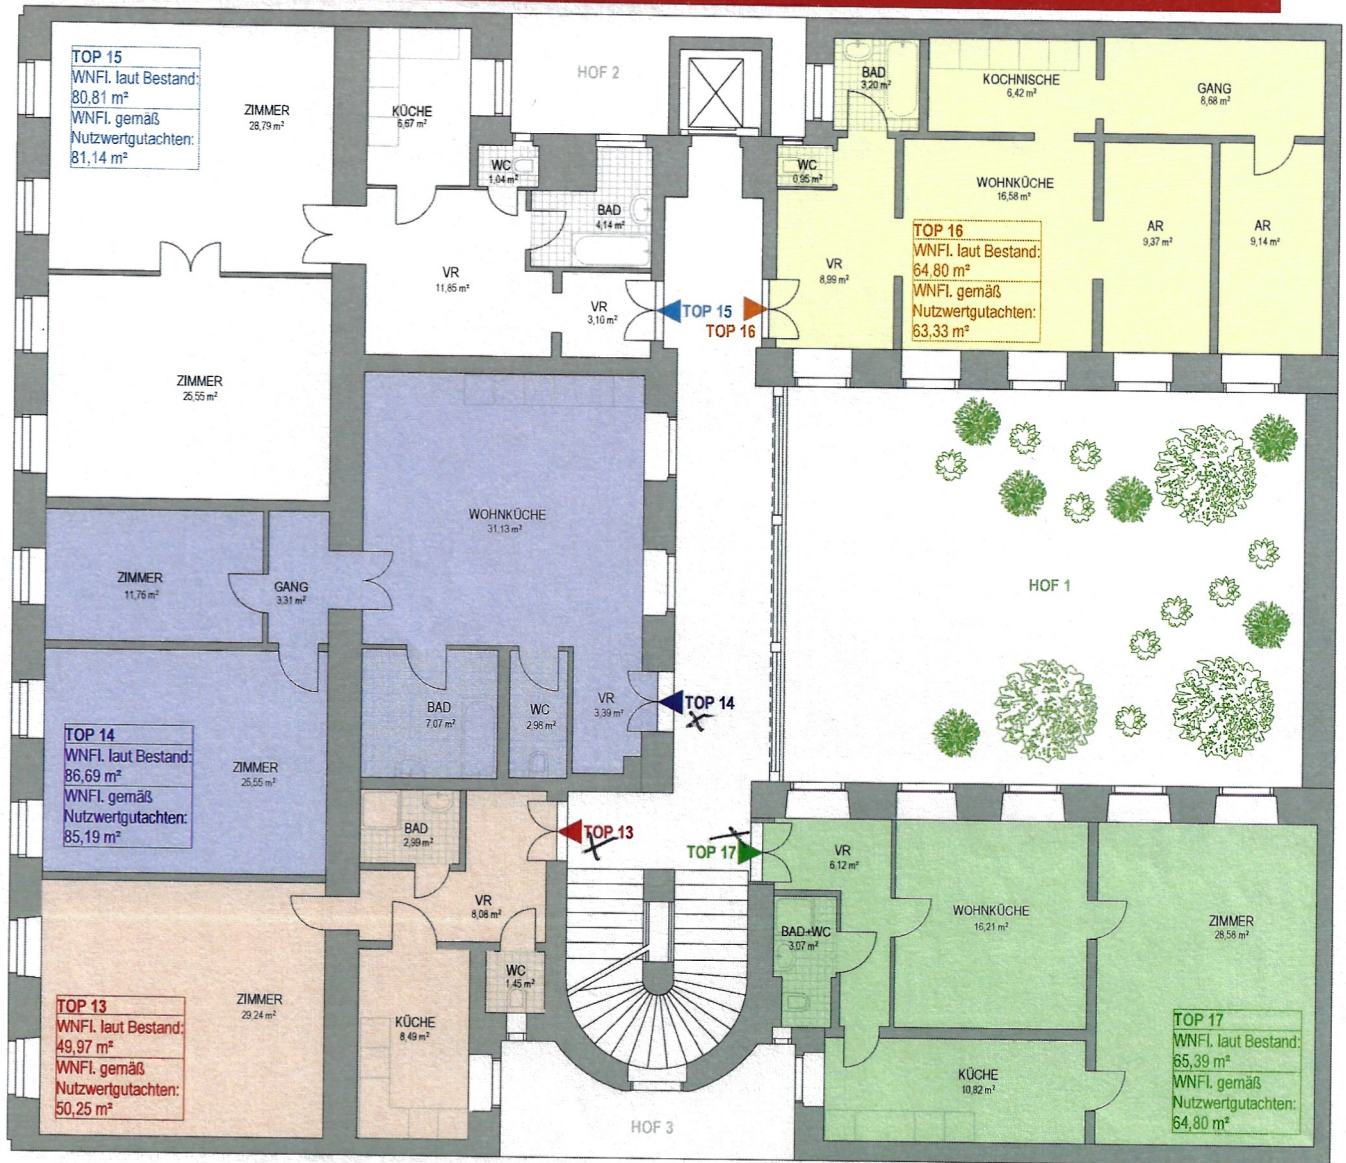 TOP 15
WNFl. laut Bestand:
80,81 m²
WNFl. gemäß
Nutzwertgutachten:
81,14 m²
ZIMMER
28,79 m²
KÜCHE
5,67 m²
HOF 2
WC
1,04 m²
BAD
4,14 m²
VR
11,85 m²
VR
3,10 m²
ZIMMER
25,55 m²
TOP 15
TOP 16
BAD
3,20 m²
KOCHNISCHE
6,42 m²
GANG
8,68 m²
WC
0,95 m²
WOHNKÜCHE
16,58 m²
AR
9,37 m²
AR
9,14 m²
VR
8,99 m²
TOP 16
WNFl. laut Bestand:
64,80 m²
WNFl. gemäß
Nutzwertgutachten:
63,33 m²
WOHNKÜCHE
31,13 m²
ZIMMER
11,76 m²
GANG
3,31 m²
HOF 1
BAD
7,07 m²
WC
2,98 m²
VR
3,39 m²
TOP 14
TOP 14
WNFl. laut Bestand:
86,69 m²
WNFl. gemäß
Nutzwertgutachten:
85,19 m²
ZIMMER
25,55 m²
BAD
2,99 m²
TOP 13
TOP 17
VR
8,08 m²
WC
1,45 m²
KÜCHE
8,49 m²
ZIMMER
29,24 m²
TOP 13
WNFl. laut Bestand:
49,97 m²
WNFl. gemäß
Nutzwertgutachten:
50,25 m²
HOF 3
VR
6,12 m²
WOHNKÜCHE
16,21 m²
BAD+WC
3,07 m²
ZIMMER
28,58 m²
KÜCHE
10,82 m²
TOP 17
WNFl. laut Bestand:
65,39 m²
WNFl. gemäß
Nutzwertgutachten:
64,80 m²